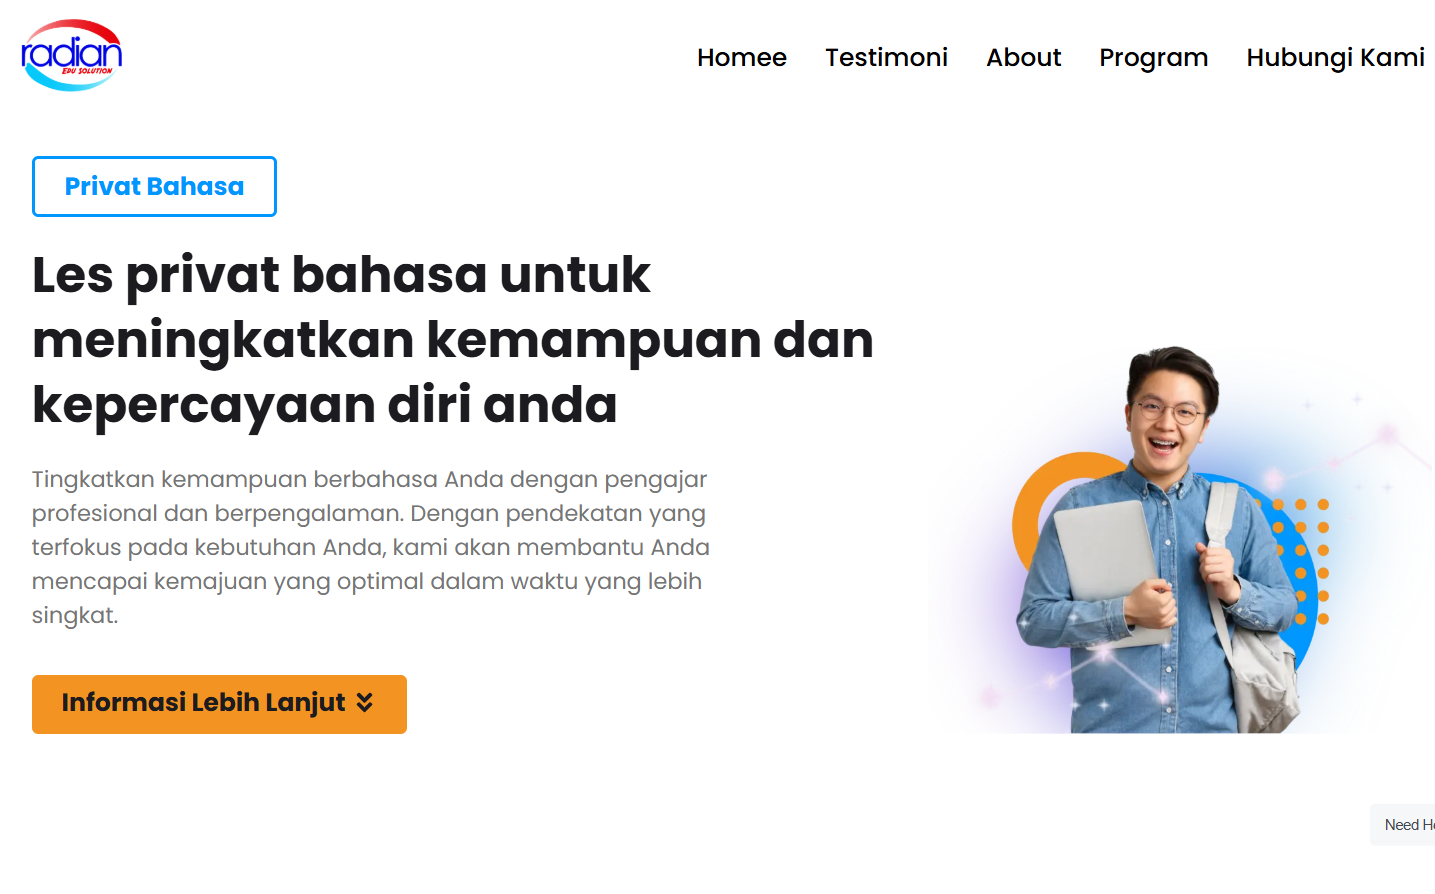 radian
EDU SOLUTION
Homee Testimoni About Program Hubungi Kami
Privat Bahasa
Les privat bahasa untuk
meningkatkan kemampuan dan
kepercayaan diri anda
Tingkatkan kemampuan berbahasa Anda dengan pengajar
profesional dan berpengalaman. Dengan pendekatan yang
terfokus pada kebutuhan Anda, kami akan membantu Anda
mencapai kemajuan yang optimal dalam waktu yang lebih
singkat.
Informasi Lebih Lanjut
Need